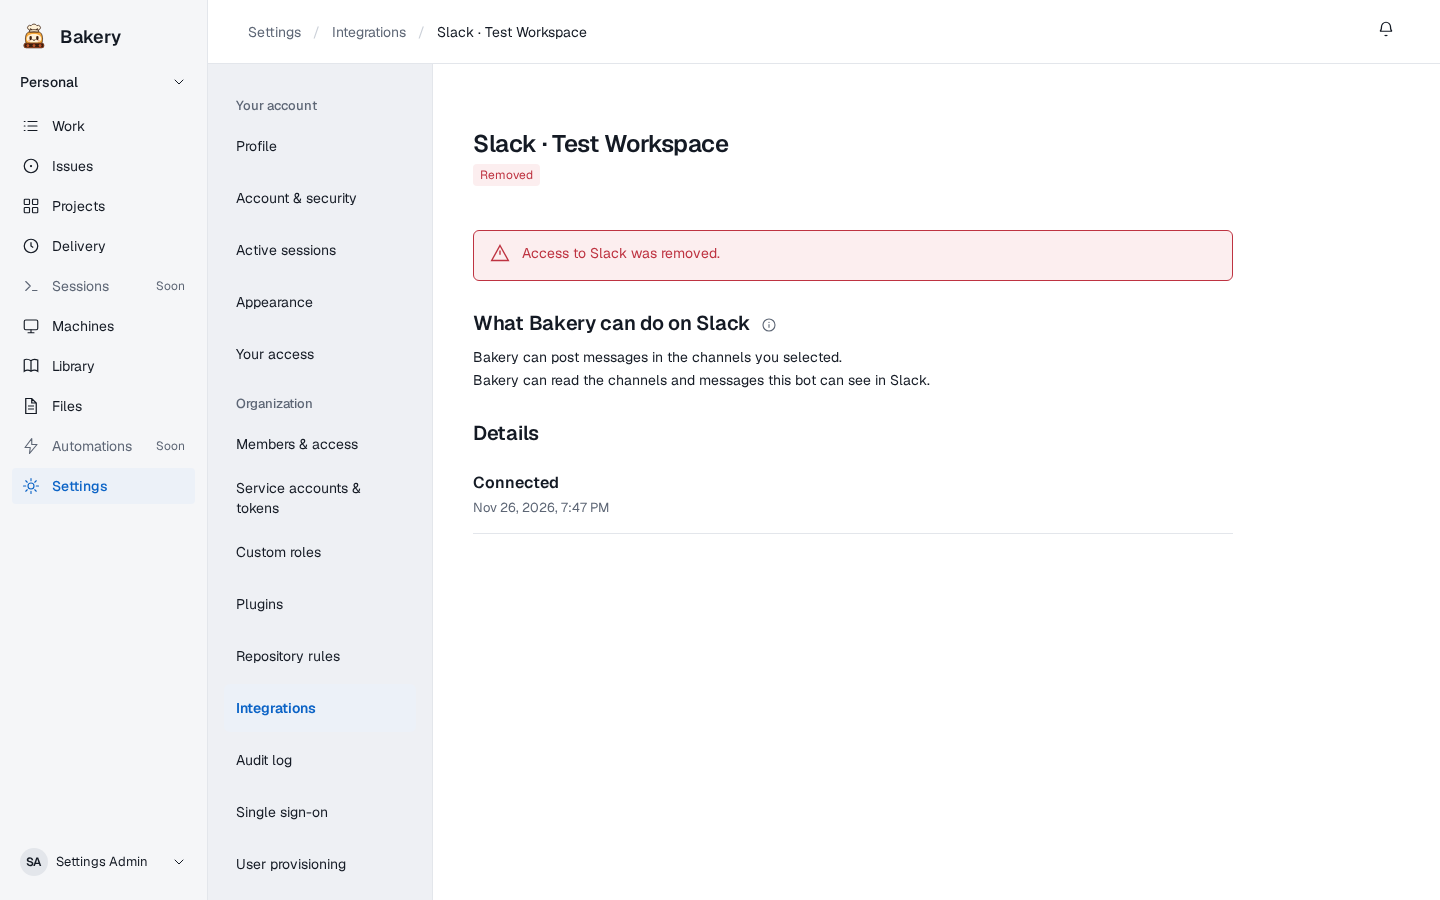 Bakery
Personal
Work
Issues
Projects
Delivery
Sessions Soon
Machines
Library
Files
Automations Soon
Settings
SA Settings Admin
Settings / Integrations / Slack · Test Workspace
Your account
Profile
Account & security
Active sessions
Appearance
Your access
Organization
Members & access
Service accounts &
tokens
Custom roles
Plugins
Repository rules
Integrations
Audit log
Single sign-on
User provisioning
Slack · Test Workspace
Removed
Access to Slack was removed.
What Bakery can do on Slack
Bakery can post messages in the channels you selected.
Bakery can read the channels and messages this bot can see in Slack.
Details
Connected
Nov 26, 2026, 7:47 PM